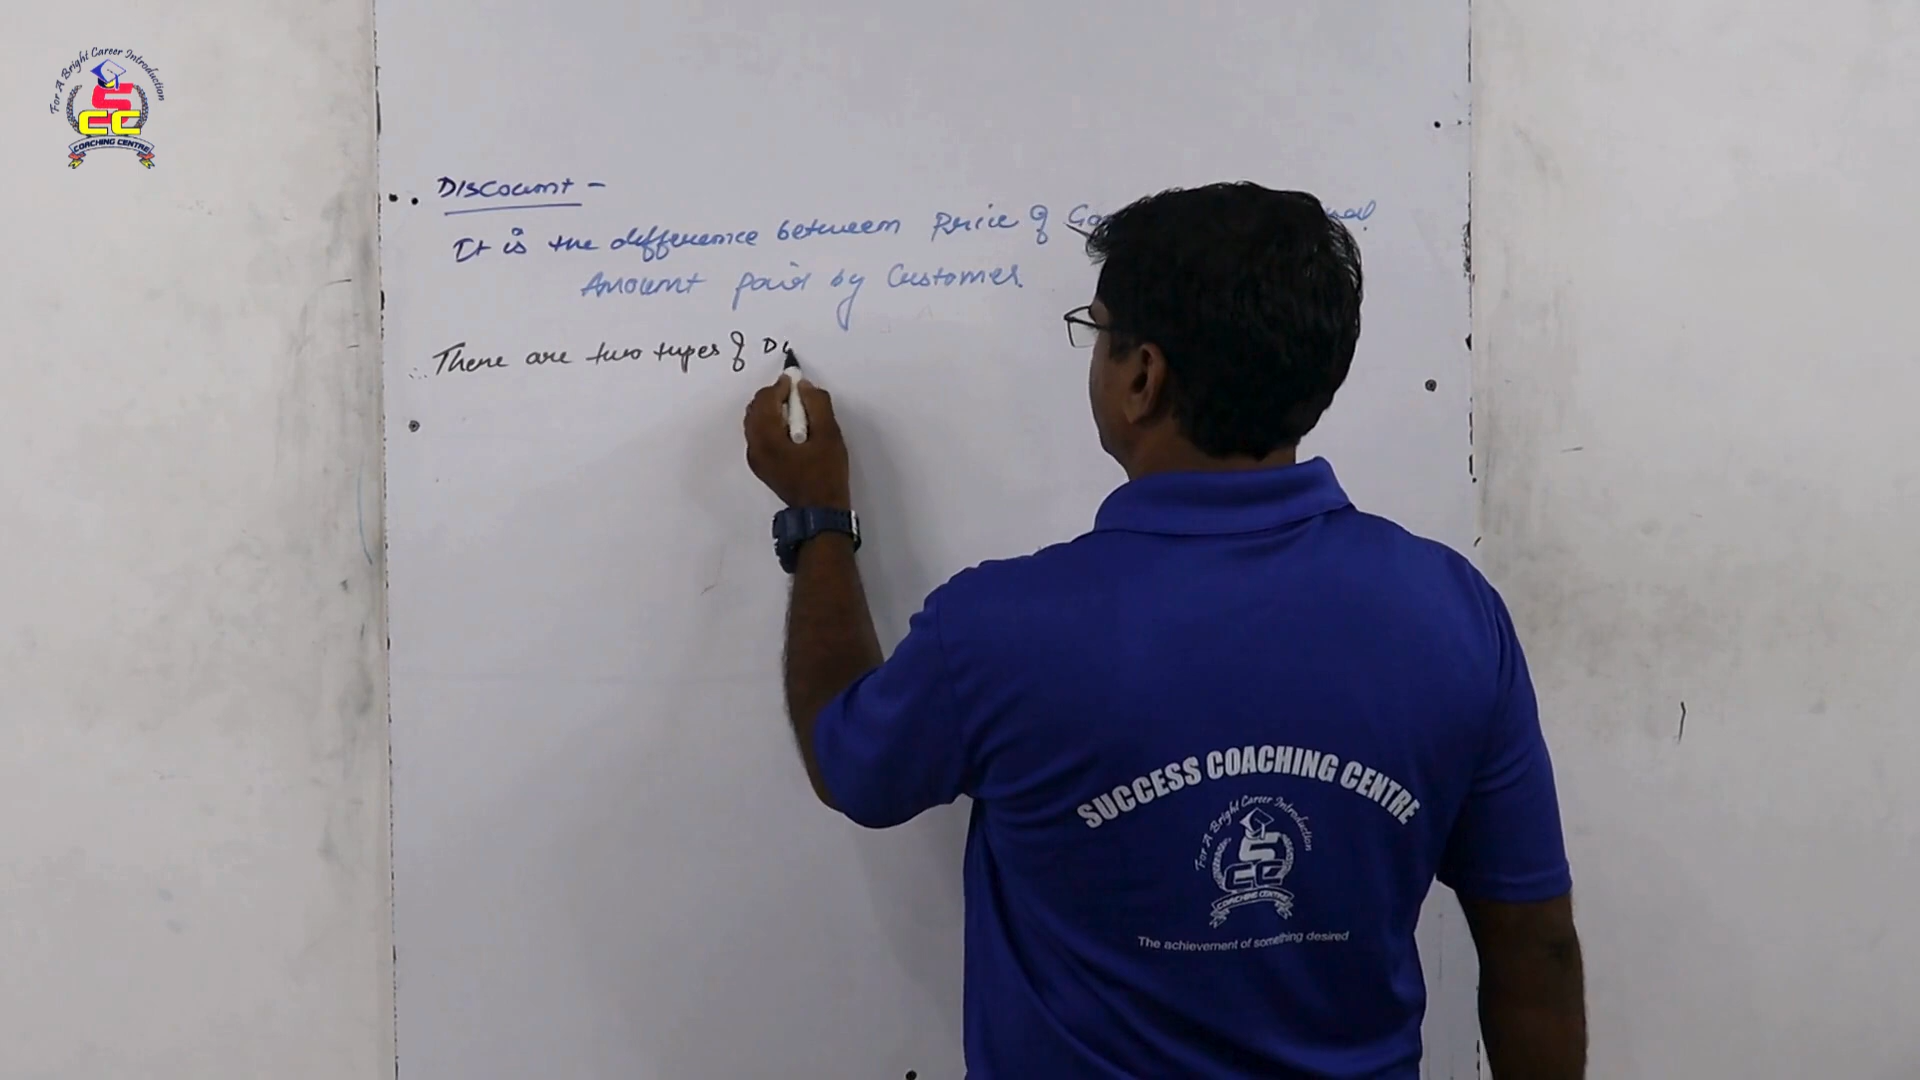 For A Bright Career Introduction
SCC
COACHING CENTRE
Discount -
It is the difference between Price of
Amount paid by Customer.
There are two types of
SUCCESS COACHING CENTRE
For A Bright Career Introduction
SCC
COACHING CENTRE
The achievement of something desired